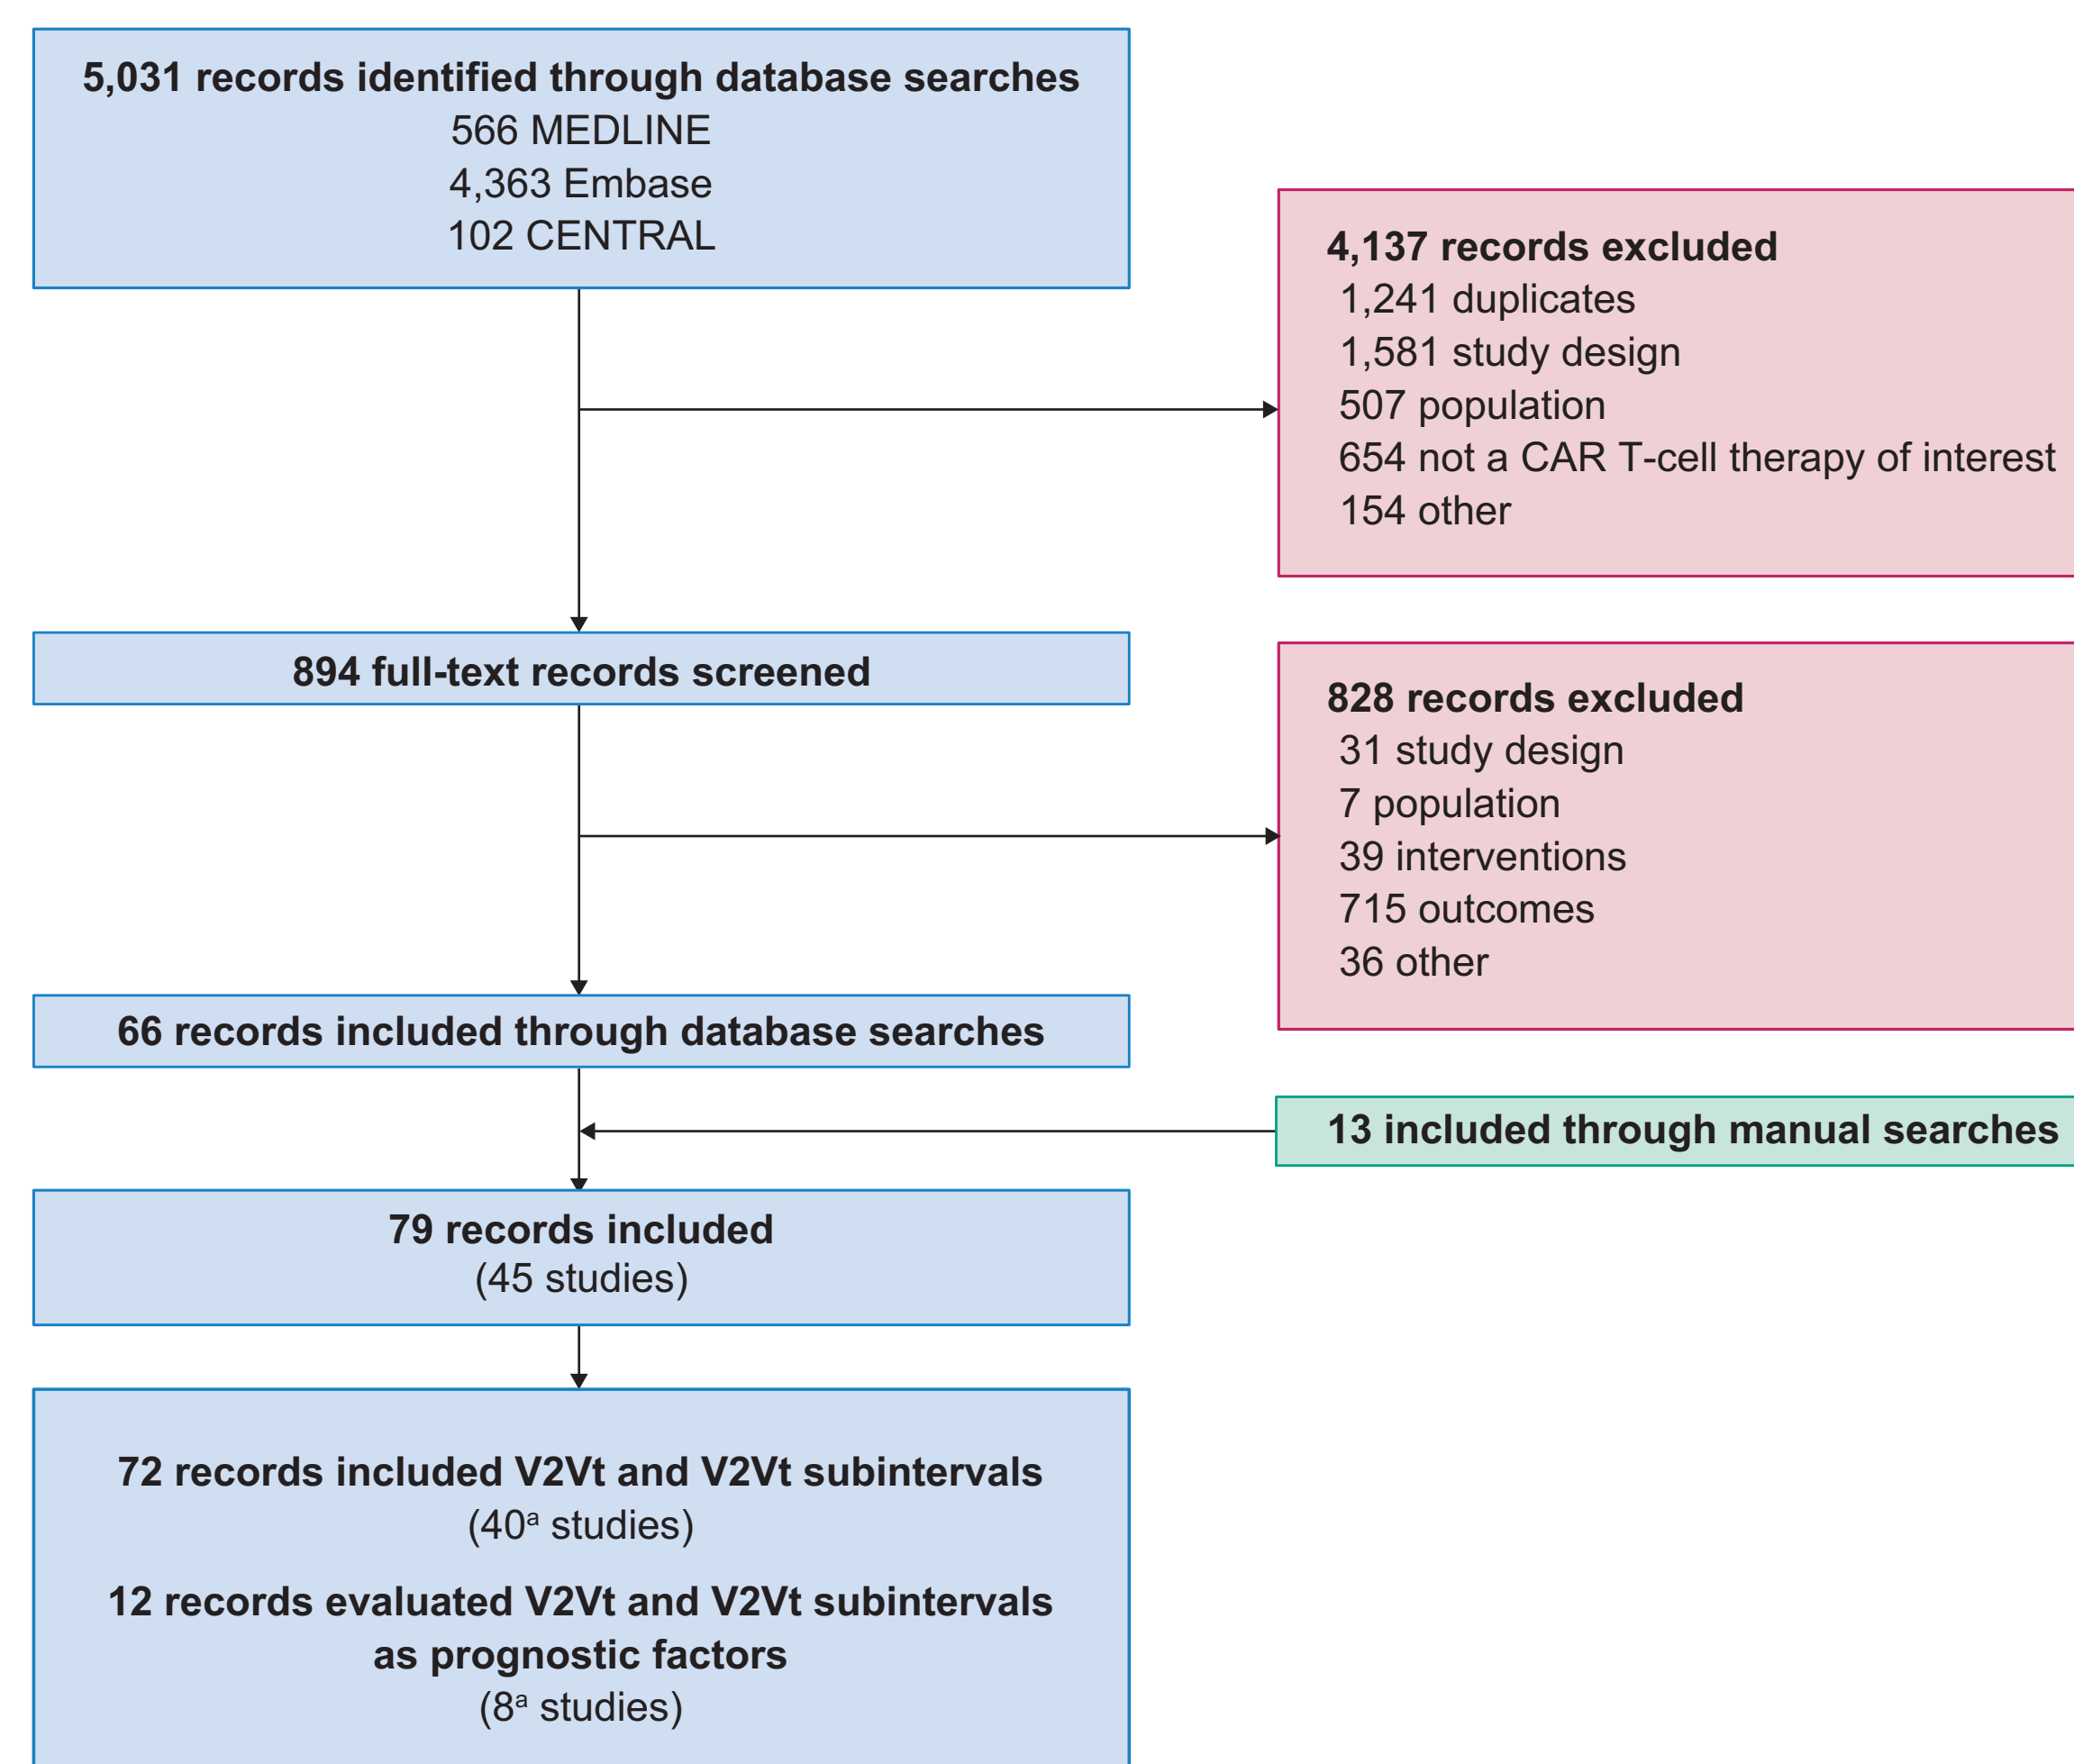 5,031 records identified through database searches
566 MEDLINE
4,363 Embase
102 CENTRAL
4,137 records excluded
1,241 duplicates
1,581 study design
507 population
654 not a CAR T-cell therapy of interest
154 other
894 full-text records screened
828 records excluded
31 study design
7 population
39 interventions
715 outcomes
36 other
66 records included through database searches
13 included through manual searches
79 records included
(45 studies)
72 records included V2Vt and V2Vt subintervals
(40ᵃ studies)
12 records evaluated V2Vt and V2Vt subintervals
as prognostic factors
(8ᵃ studies)